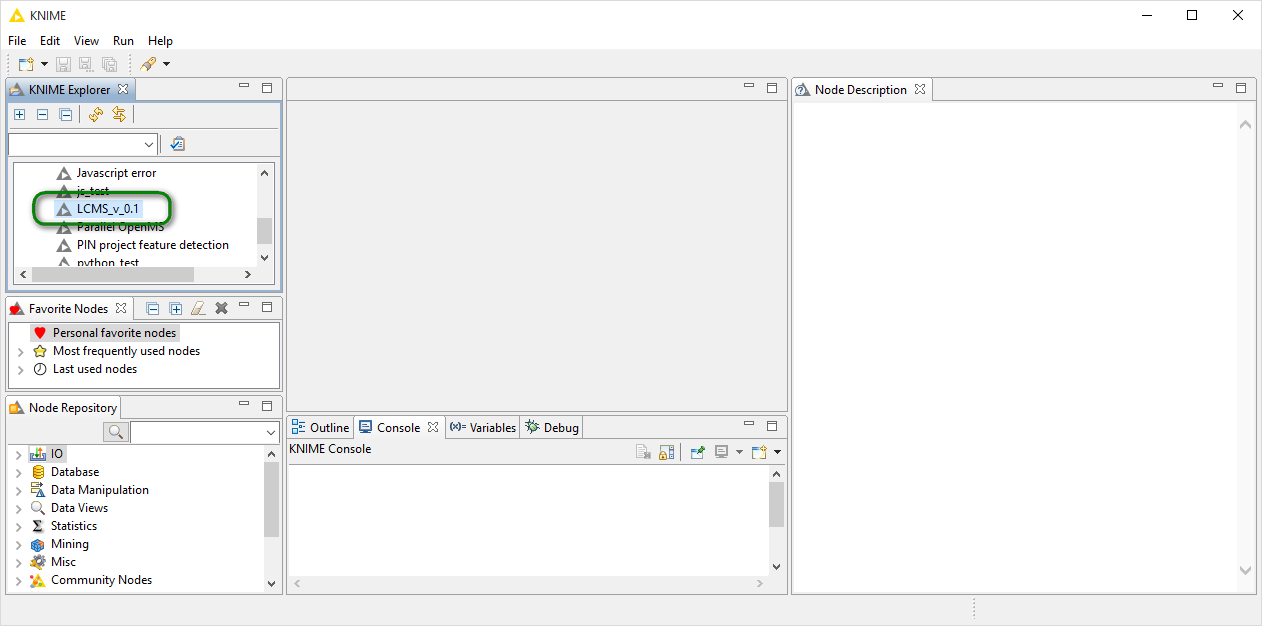 KNIME
File Edit View Run Help
KNIME Explorer
Javascript error
js_test
LCMS_v_0.1
Parallel OpenMS
PIN project feature detection
python_test
Favorite Nodes
Personal favorite nodes
Most frequently used nodes
Last used nodes
Node Repository
IO
Database
Data Manipulation
Data Views
Statistics
Mining
Misc
Community Nodes
Outline Console (x)= Variables Debug
KNIME Console
Node Description